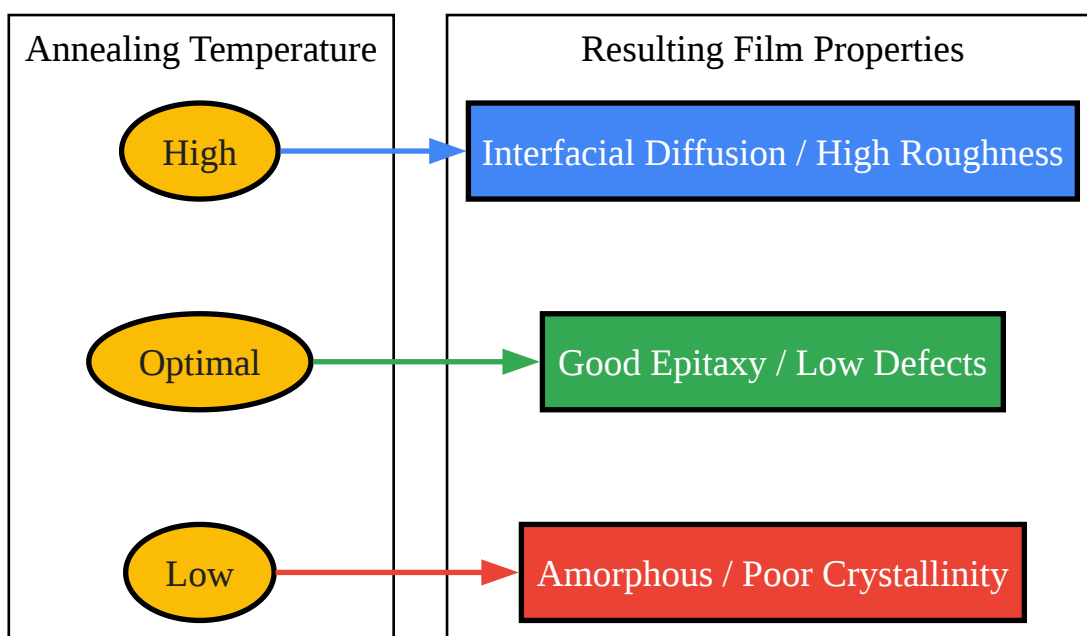 Annealing Temperature
Resulting Film Properties
High
Interfacial Diffusion / High Roughness
Optimal
Good Epitaxy / Low Defects
Low
Amorphous / Poor Crystallinity